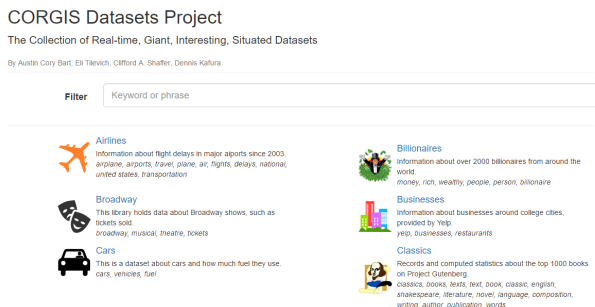 CORGIS Datasets Project
The Collection of Real-time, Giant, Interesting, Situated Datasets
By Austin Cory Bart, Eli Tilevich, Clifford A. Shaffer, Dennis Kafura
Filter
Keyword or phrase
Airlines
Information about flight delays in major aiports since 2003.
airplane, airports, travel, plane, air, flights, delays, national,
united states, transportation
Billionaires
Information about over 2000 billionaires from around the
world.
money, rich, wealthy, people, person, billionaire
Broadway
This library holds data about Broadway shows, such as
tickets sold.
broadway, musical, theatre, tickets
Businesses
Information about businesses around college cities,
provided by Yelp.
yelp, businesses, restaurants
Cars
This is a dataset about cars and how much fuel they use.
cars, vehicles, fuel
Classics
Records and computed statistics about the top 1000 books
on Project Gutenberg.
classics, books, texts, text, book, classic, english,
shakespeare, literature, novel, language, composition,
writing, author, publication, words